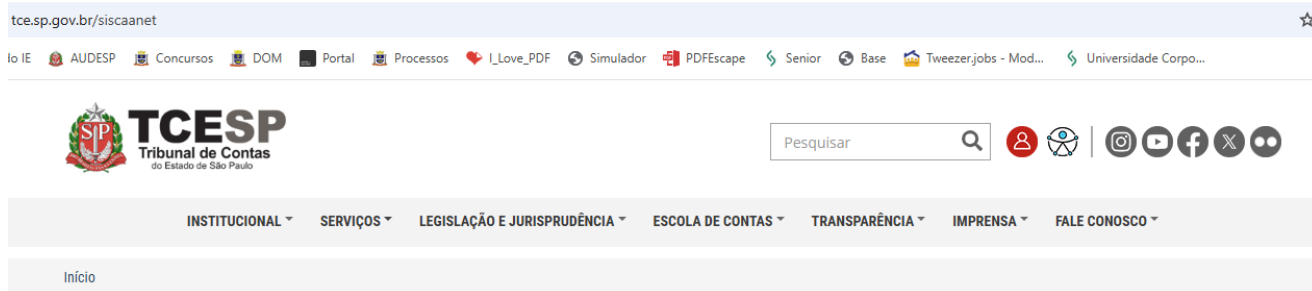 tce.sp.gov.br/siscaanet
do IE AUDESP Concursos DOM Portal Processos I_Love_PDF Simulador PDFEscape Senior Base Tweezer.jobs - Mod... Universidade Corpo...
SP
TCESP
Tribunal de Contas
do Estado de São Paulo
Pesquisar
INSTITUCIONAL SERVIÇOS LEGISLAÇÃO E JURISPRUDÊNCIA ESCOLA DE CONTAS TRANSPARÊNCIA IMPRENSA FALE CONOSCO
Início